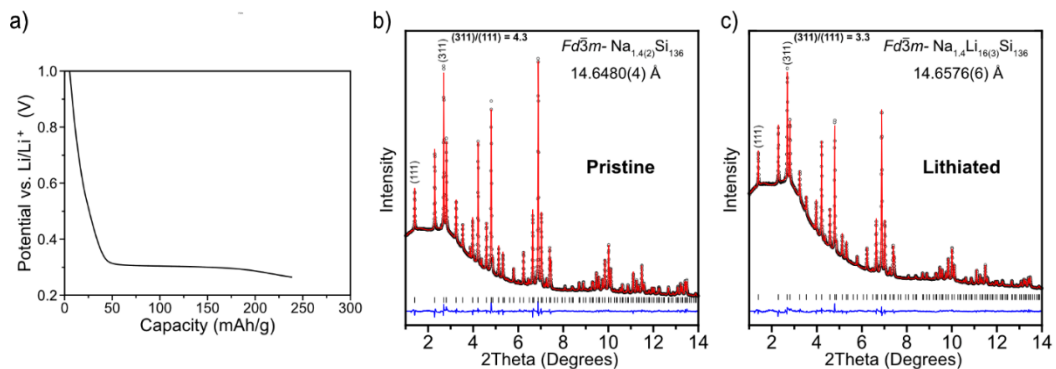 a)
Potential vs. Li/Li⁺ (V)
1.0
0.8
0.6
0.4
0.2
0
50
100
150
200
250
300
Capacity (mAh/g)
b)
(311)/(111) = 4.3
Fd3̅m- Na₁.₄₍₂₎Si₁₃₆
14.6480(4) Å
(311)
(111)
Pristine
Intensity
2 4 6 8 10 12 14
2Theta (Degrees)
c)
(311)/(111) = 3.3
Fd3̅m- Na₁.₄Li₁₆₍₃₎Si₁₃₆
14.6576(6) Å
(311)
(111)
Lithiated
Intensity
2 4 6 8 10 12 14
2Theta (Degrees)